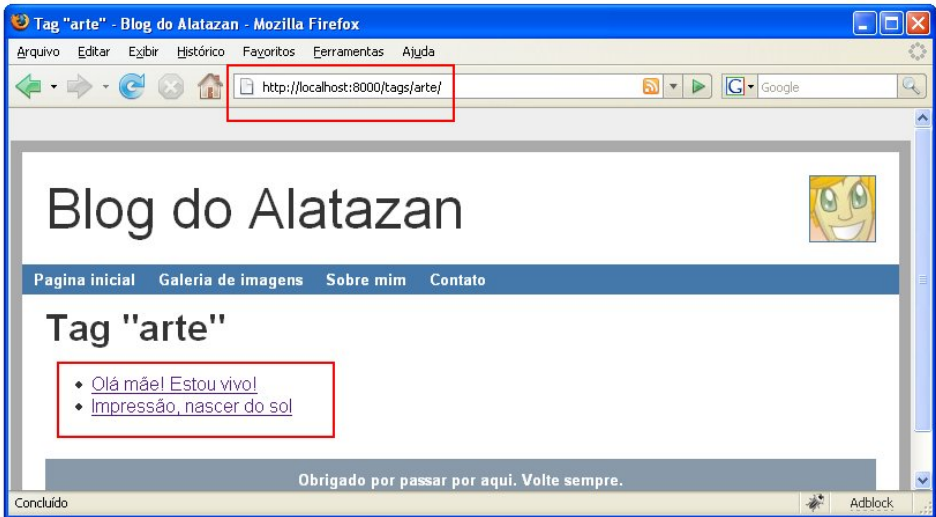 Tag "arte" - Blog do Alatazan - Mozilla Firefox
Arquivo Editar Exibir Histórico Favoritos Ferramentas Ajuda
http://localhost:8000/tags/arte/ G Google
Blog do Alatazan
Pagina inicial Galeria de imagens Sobre mim Contato
Tag "arte"
Olá mãe! Estou vivo!
Impressão, nascer do sol
Obrigado por passar por aqui. Volte sempre.
Concluído Adblock